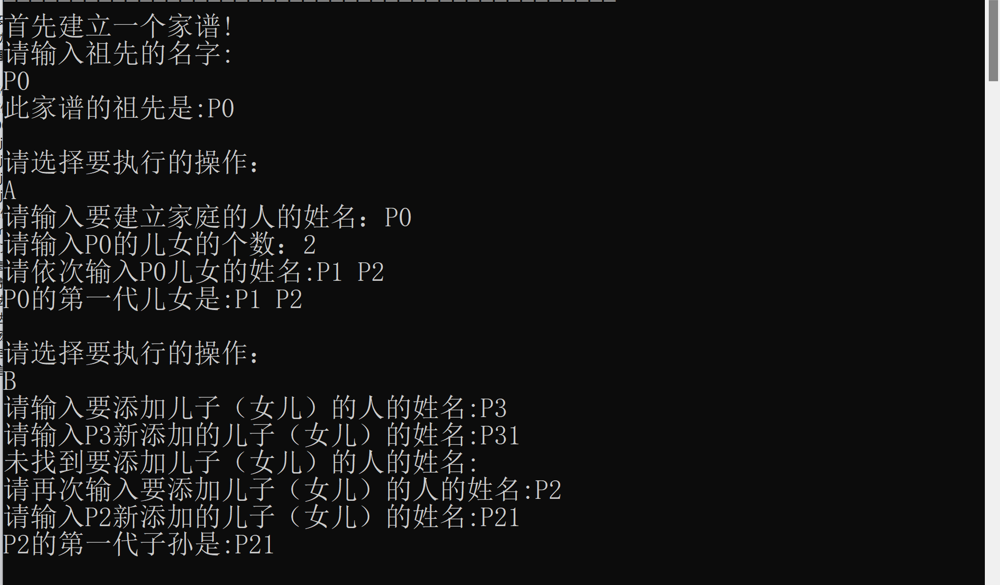 首先建立一个家谱!
请输入祖先的名字:
P0
此家谱的祖先是:P0
请选择要执行的操作：
A
请输入要建立家庭的人的姓名：P0
请输入P0的儿女的个数：2
请依次输入P0儿女的姓名:P1 P2
P0的第一代儿女是:P1 P2
请选择要执行的操作：
B
请输入要添加儿子（女儿）的人的姓名:P3
请输入P3新添加的儿子（女儿）的姓名:P31
未找到要添加儿子（女儿）的人的姓名:
请再次输入要添加儿子（女儿）的人的姓名:P2
请输入P2新添加的儿子（女儿）的姓名:P21
P2的第一代子孙是:P21